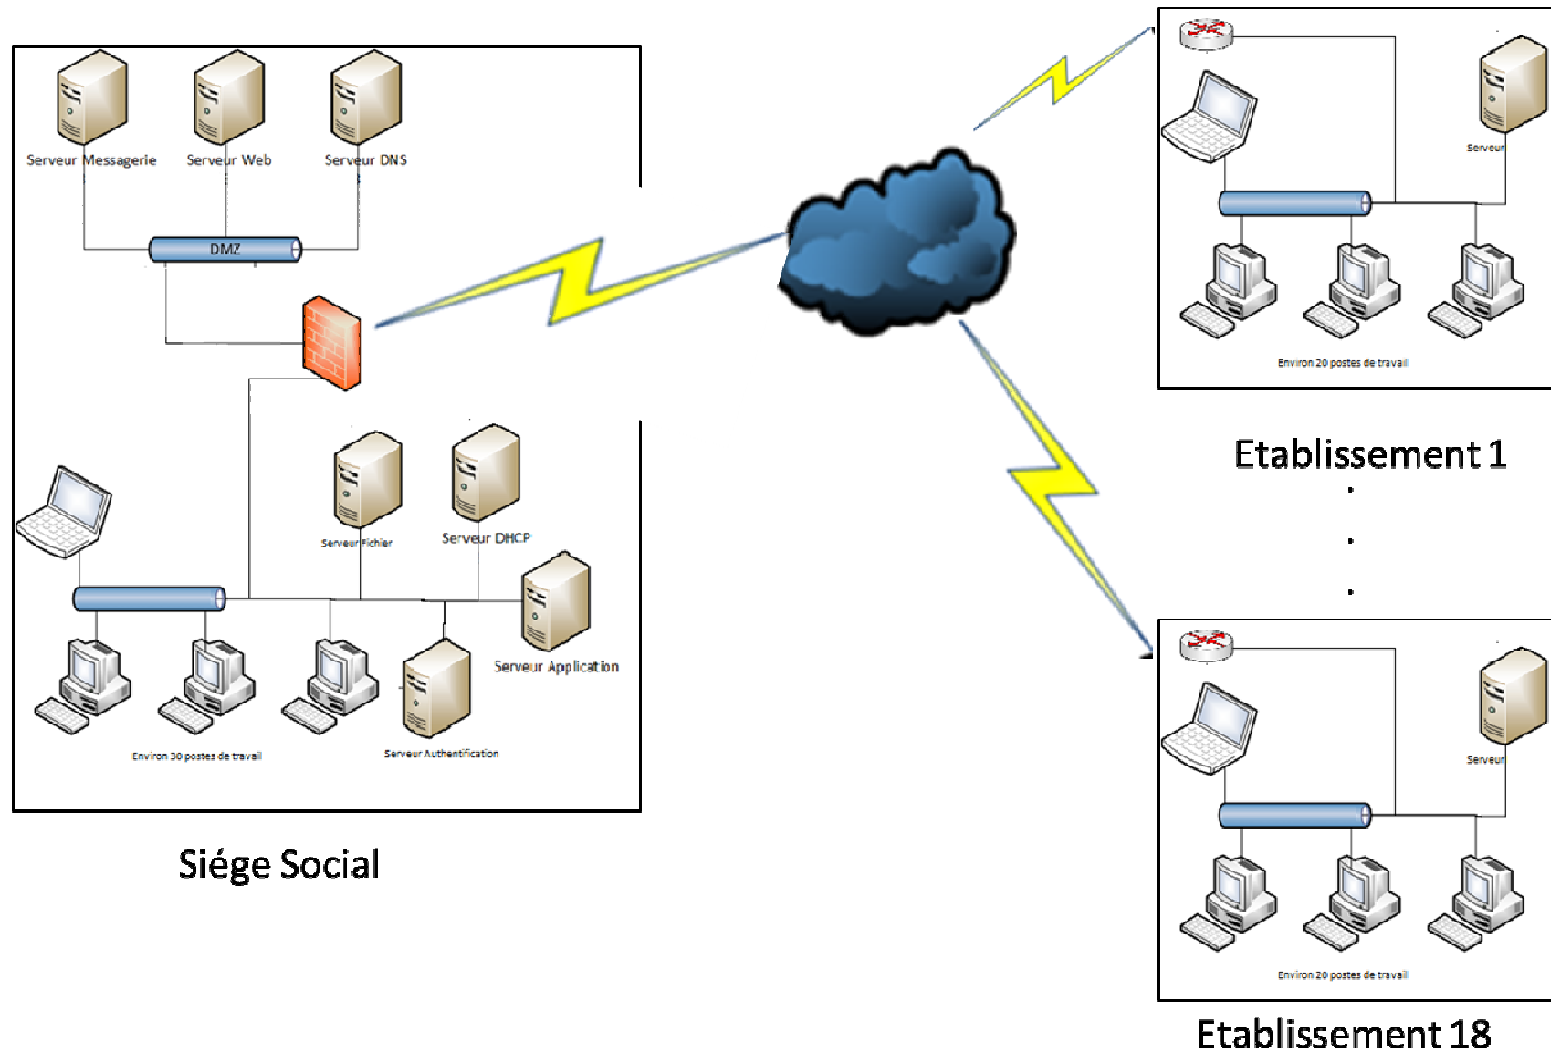 Serveur Messagerie
Serveur Web
Serveur DNS
DMZ
Serveur Fichier
Serveur DHCP
Serveur Application
Serveur Authentification
Environ 30 postes de travail
Siége Social
Serveur
Environ 20 postes de travail
Etablissement 1
.
.
.
Serveur
Environ 20 postes de travail
Etablissement 18